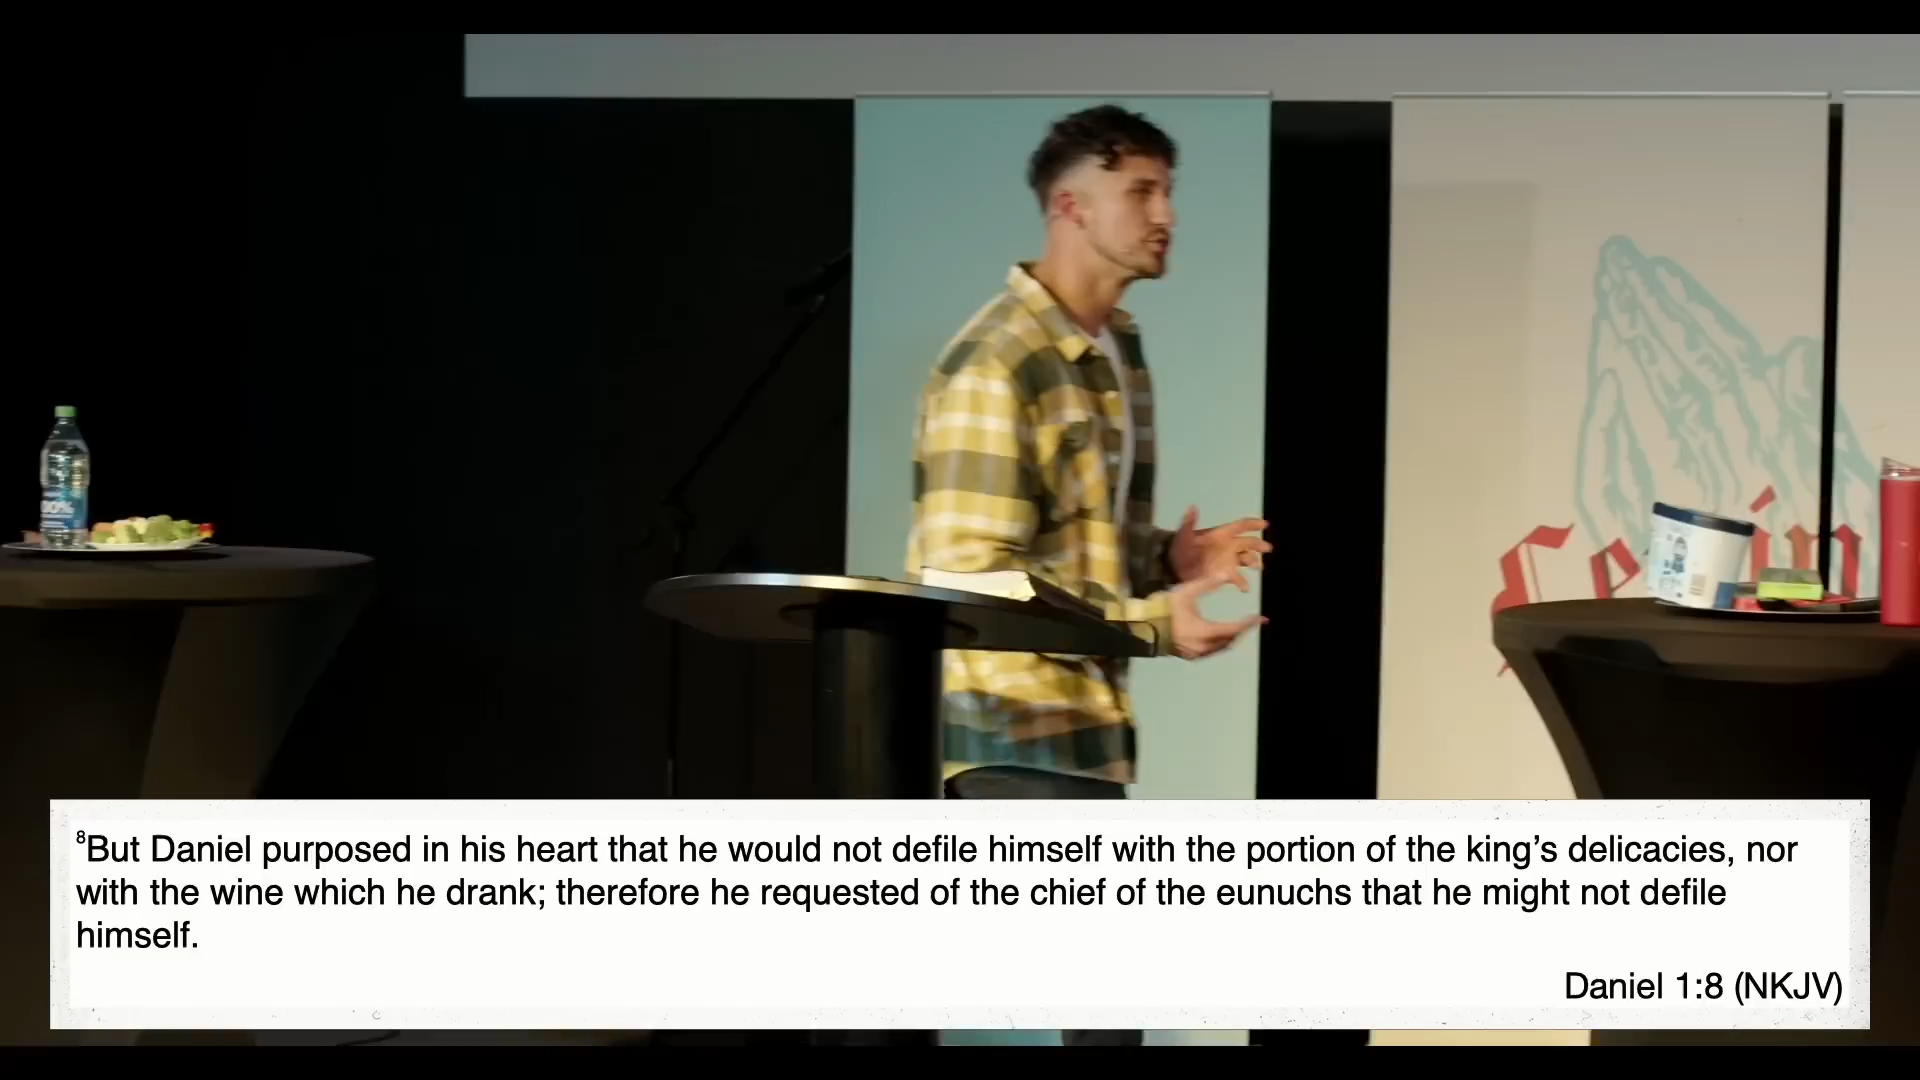 00%
⁸But Daniel purposed in his heart that he would not defile himself with the portion of the king’s delicacies, nor
with the wine which he drank; therefore he requested of the chief of the eunuchs that he might not defile
himself.
Daniel 1:8 (NKJV)